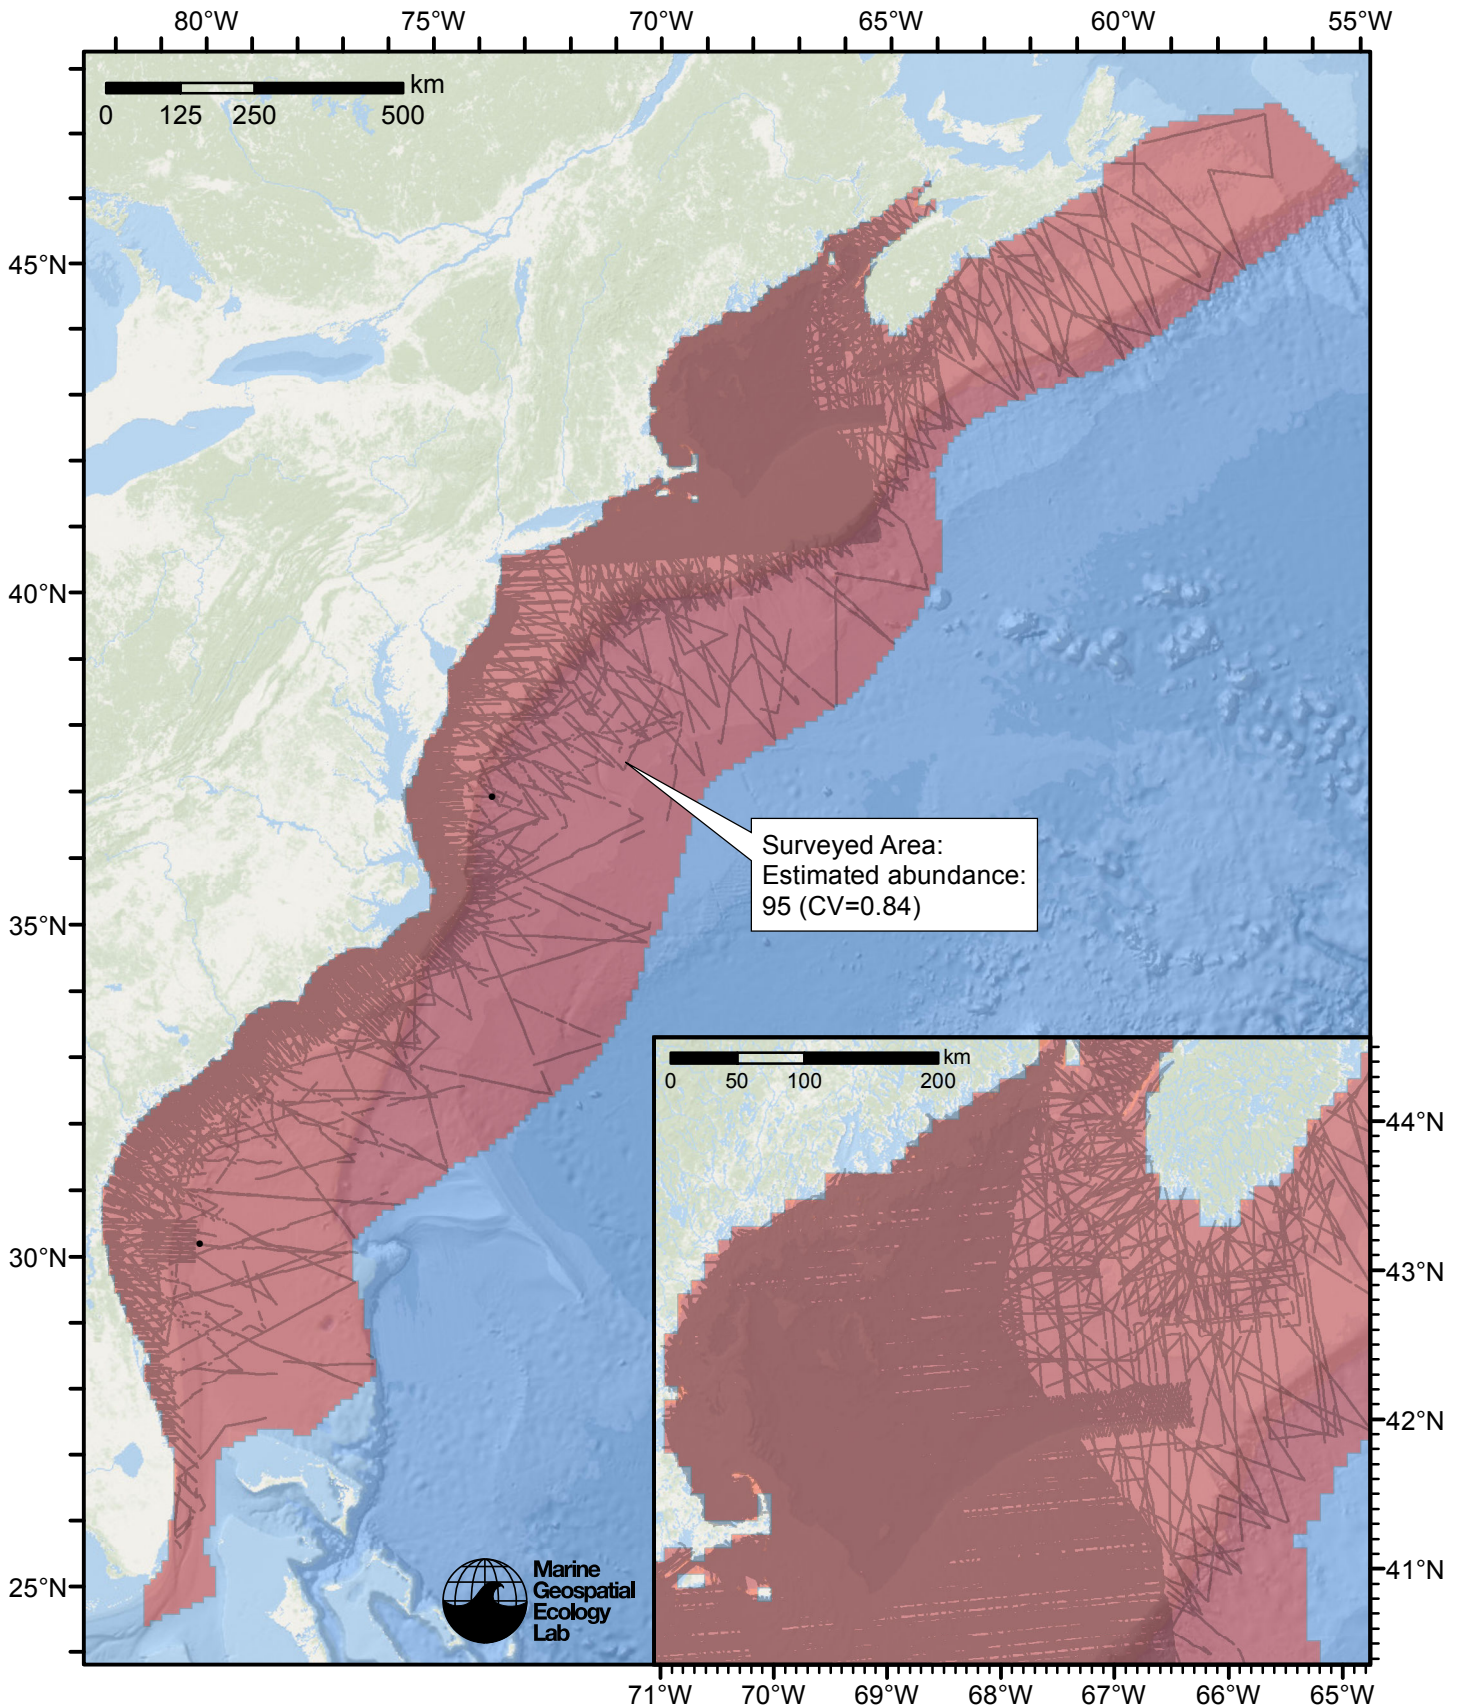 80°W 75°W 70°W 65°W 60°W 55°W
km
0 125 250 500
45°N
40°N
35°N
30°N
25°N
Surveyed Area:
Estimated abundance:
95 (CV=0.84)
km
0 50 100 200
44°N
43°N
42°N
41°N
Marine
Geospatial
Ecology
Lab
71°W 70°W 69°W 68°W 67°W 66°W 65°W